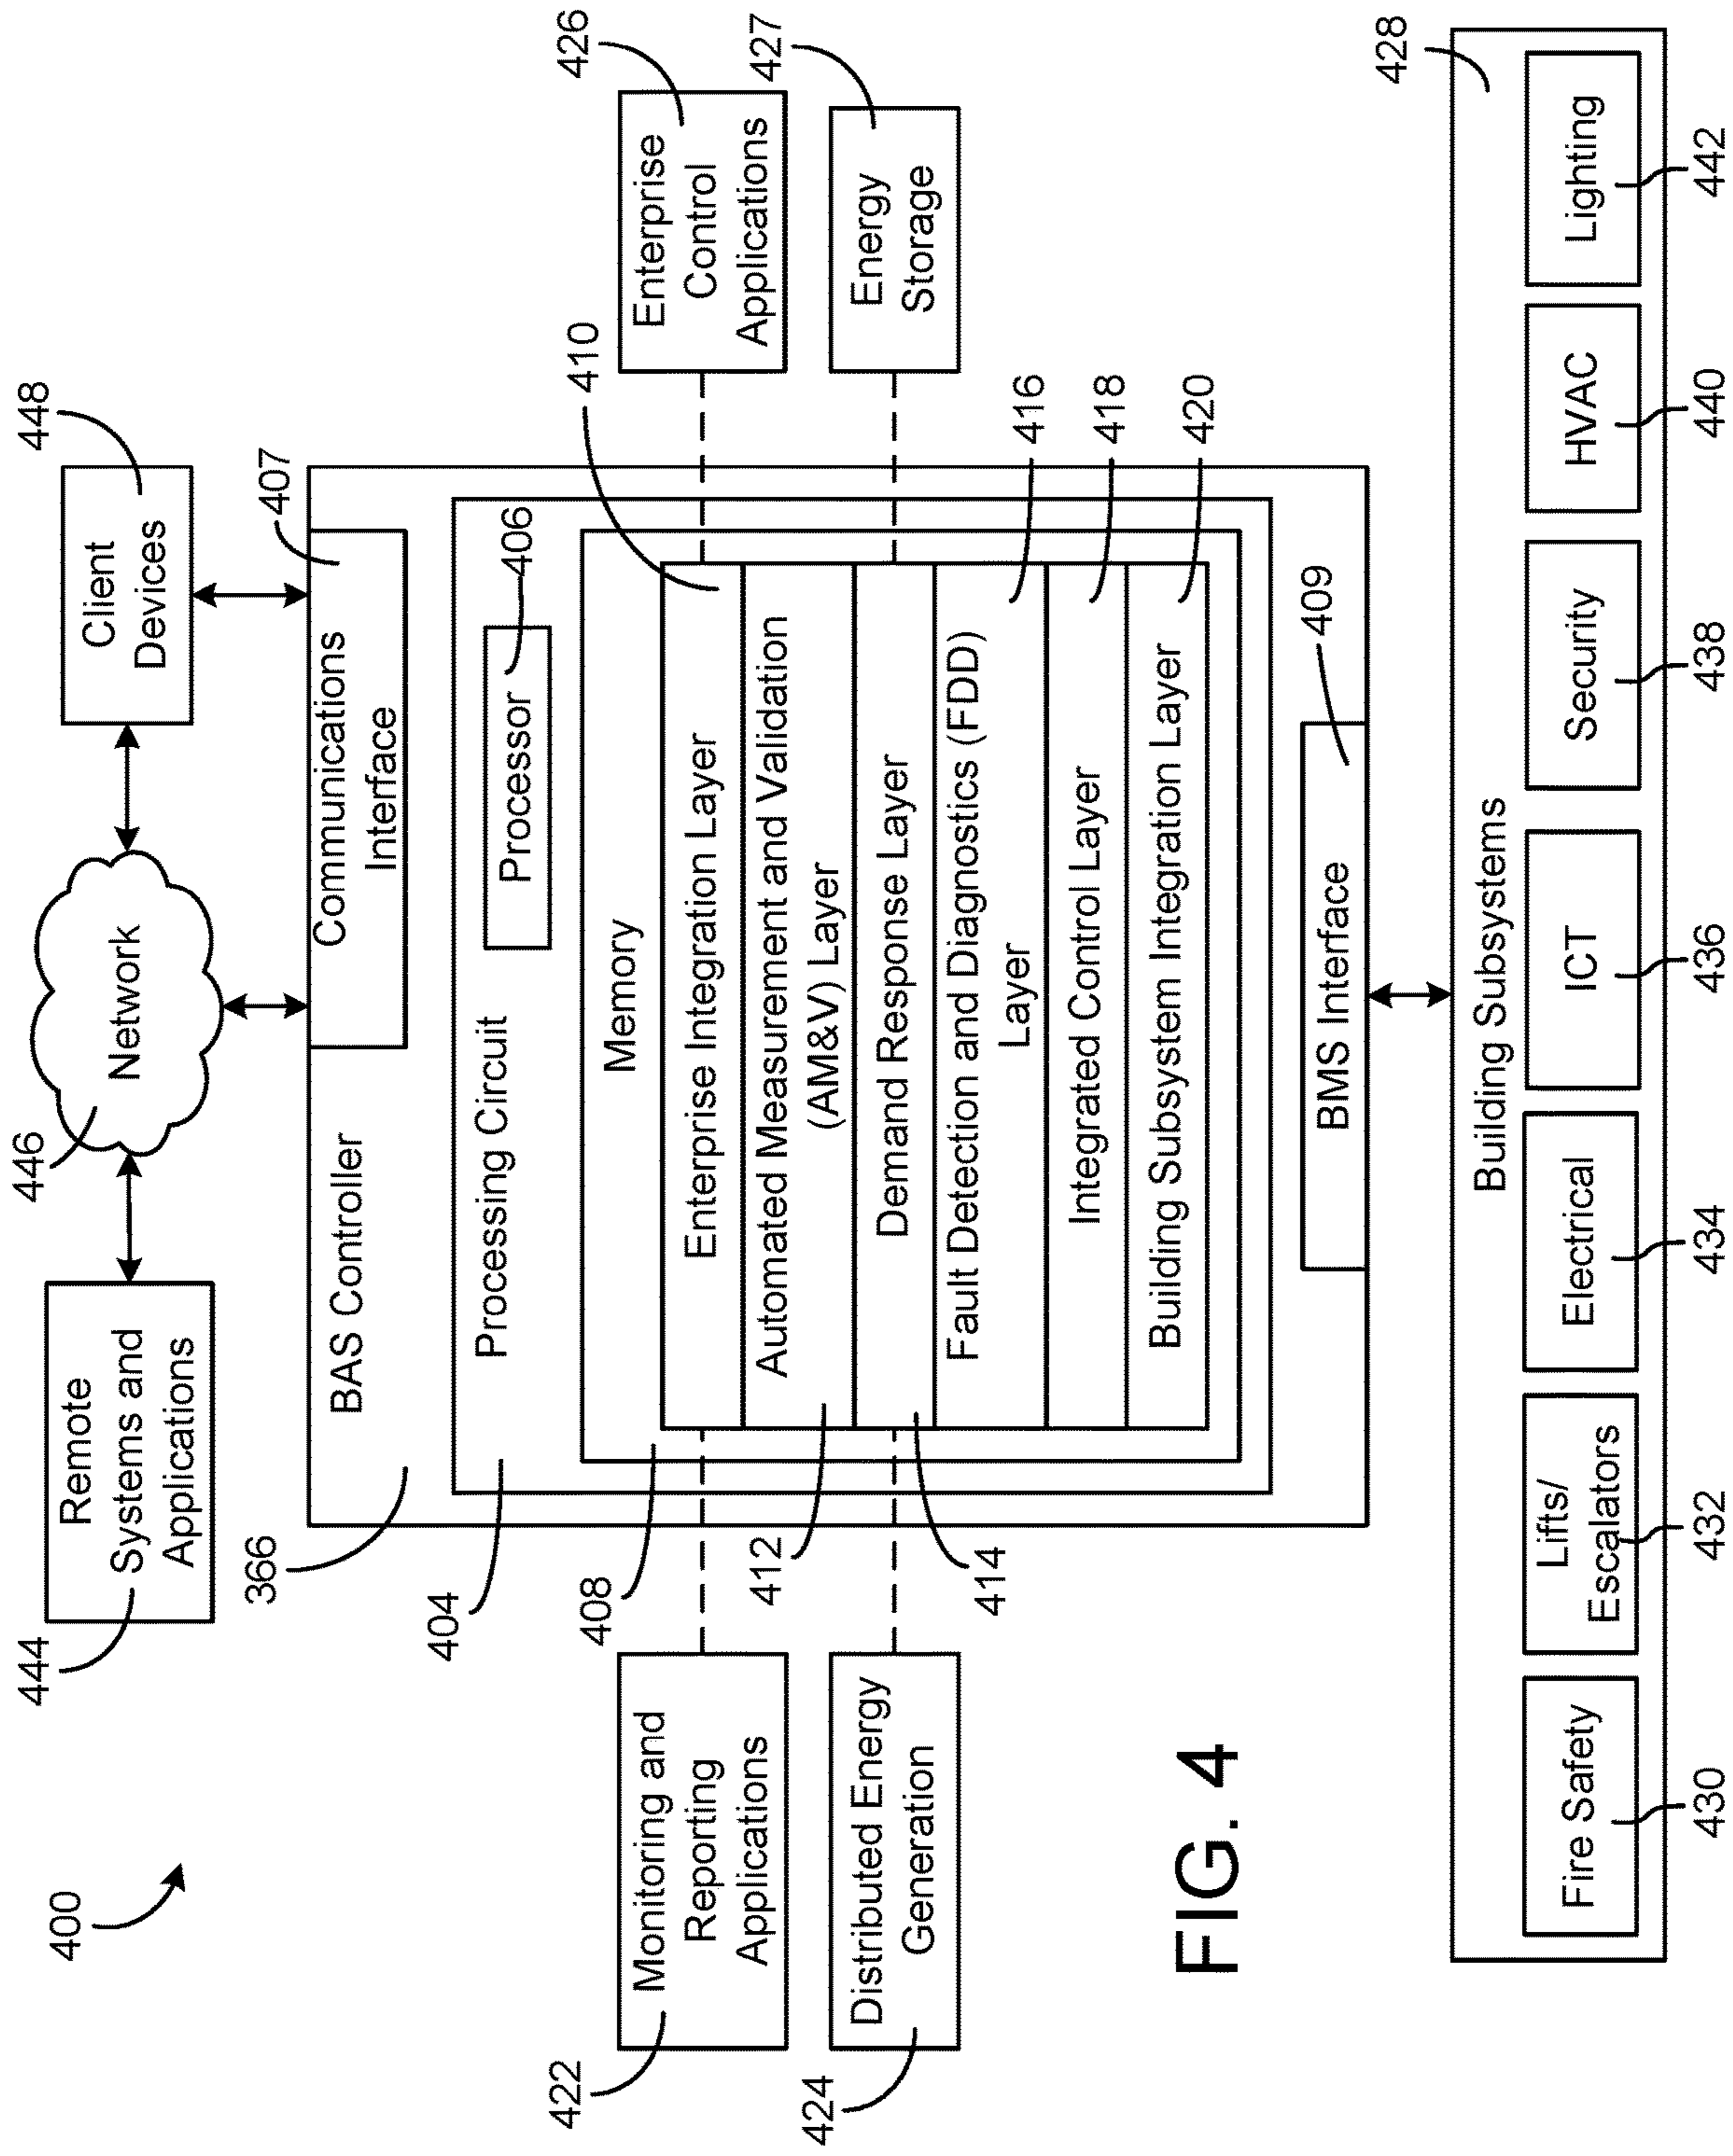 400
444
Remote
Systems and
Applications
446
Network
448
Client
Devices
366
BAS Controller
407
Communications
Interface
404
Processing Circuit
Processor
406
408
Memory
410
Enterprise Integration Layer
412
Automated Measurement and Validation
(AM&V) Layer
414
Demand Response Layer
Fault Detection and Diagnostics (FDD)
Layer
416
Integrated Control Layer
418
Building Subsystem Integration Layer
420
BMS Interface
409
422
Monitoring and
Reporting
Applications
424
Distributed Energy
Generation
426
Enterprise
Control
Applications
427
Energy
Storage
FIG. 4
428
Building Subsystems
Fire Safety
Lifts/
Escalators
Electrical
ICT
Security
HVAC
Lighting
430
432
434
436
438
440
442